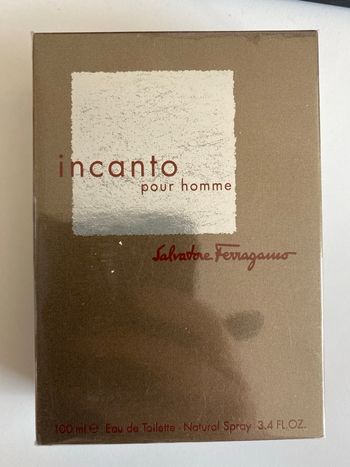 incanto
pour homme
Salvatore Ferragamo
100 ml ℮ Eau de Toilette - Natural Spray 3.4 FL.OZ.